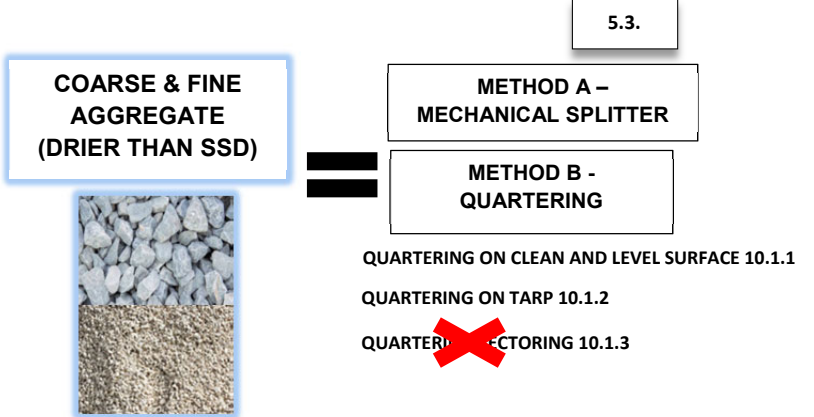 5.3.
COARSE & FINE
AGGREGATE
(DRIER THAN SSD)
METHOD A –
MECHANICAL SPLITTER
METHOD B -
QUARTERING
QUARTERING ON CLEAN AND LEVEL SURFACE 10.1.1
QUARTERING ON TARP 10.1.2
10.1.3